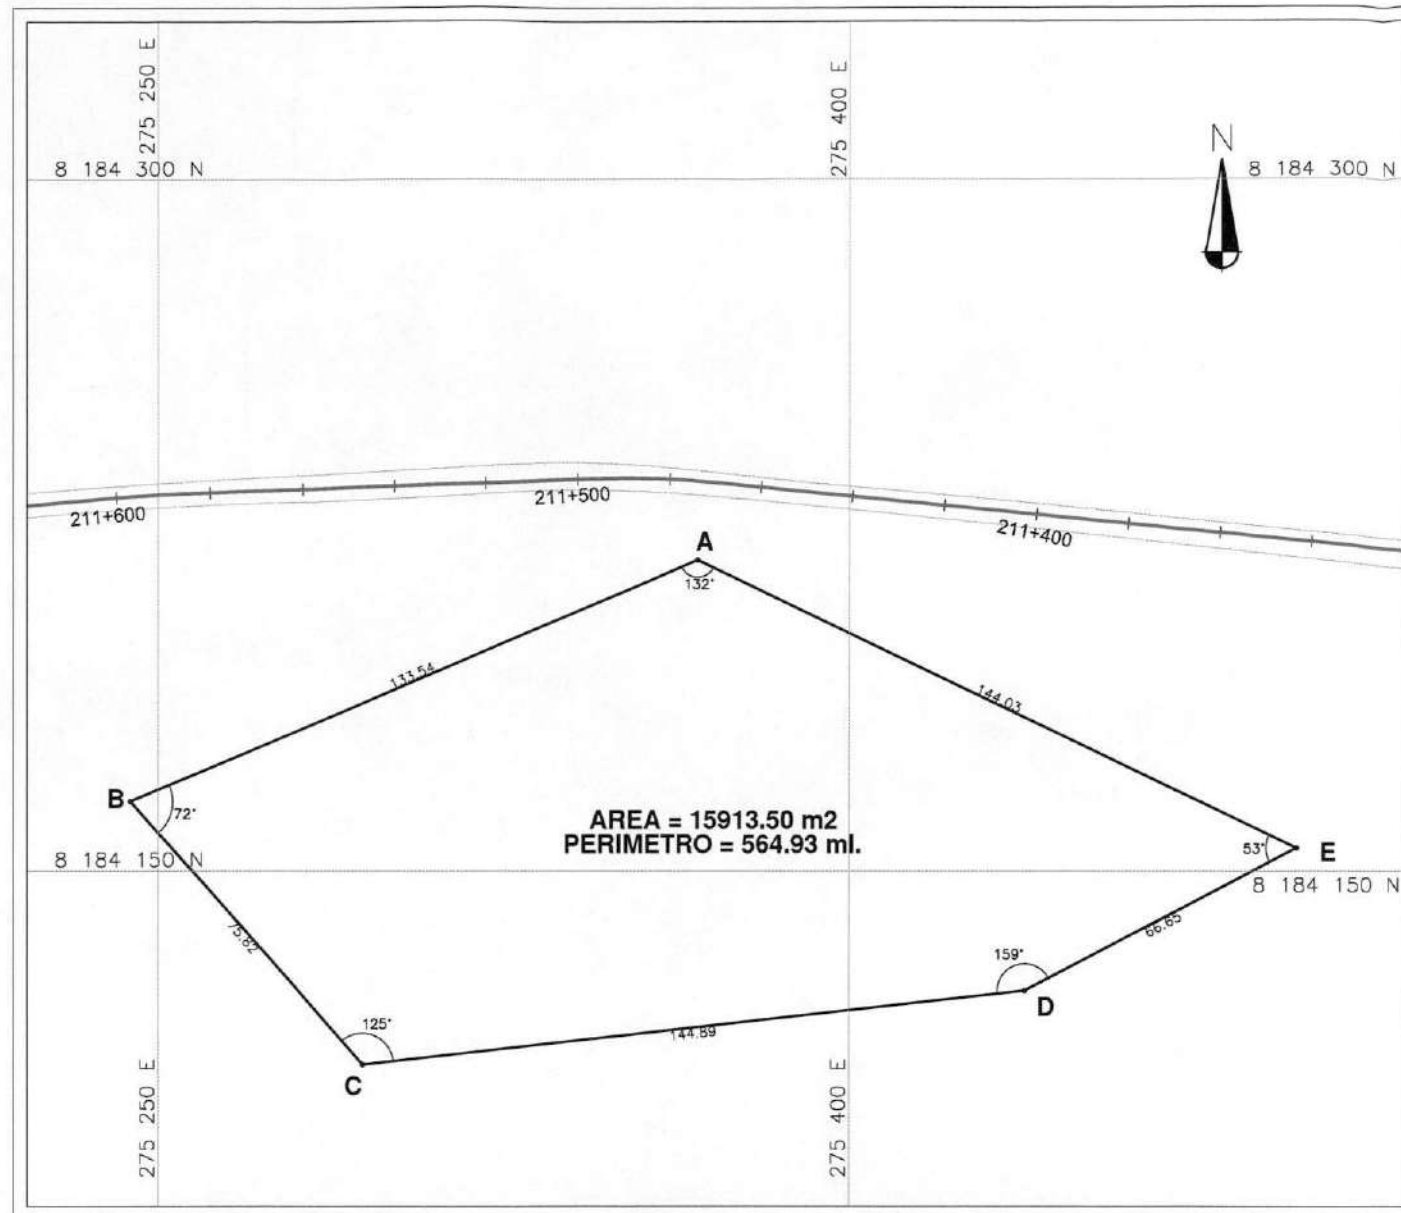 275 250 E
275 400 E
N
8 184 300 N
8 184 300 N
211+600
211+500
211+400
A
132°
133.54
144.03
B
72°
AREA = 15913.50 m2
PERIMETRO = 564.93 ml.
53°
E
8 184 150 N
8 184 150 N
75.82
66.65
159°
D
125°
144.89
C
275 250 E
275 400 E